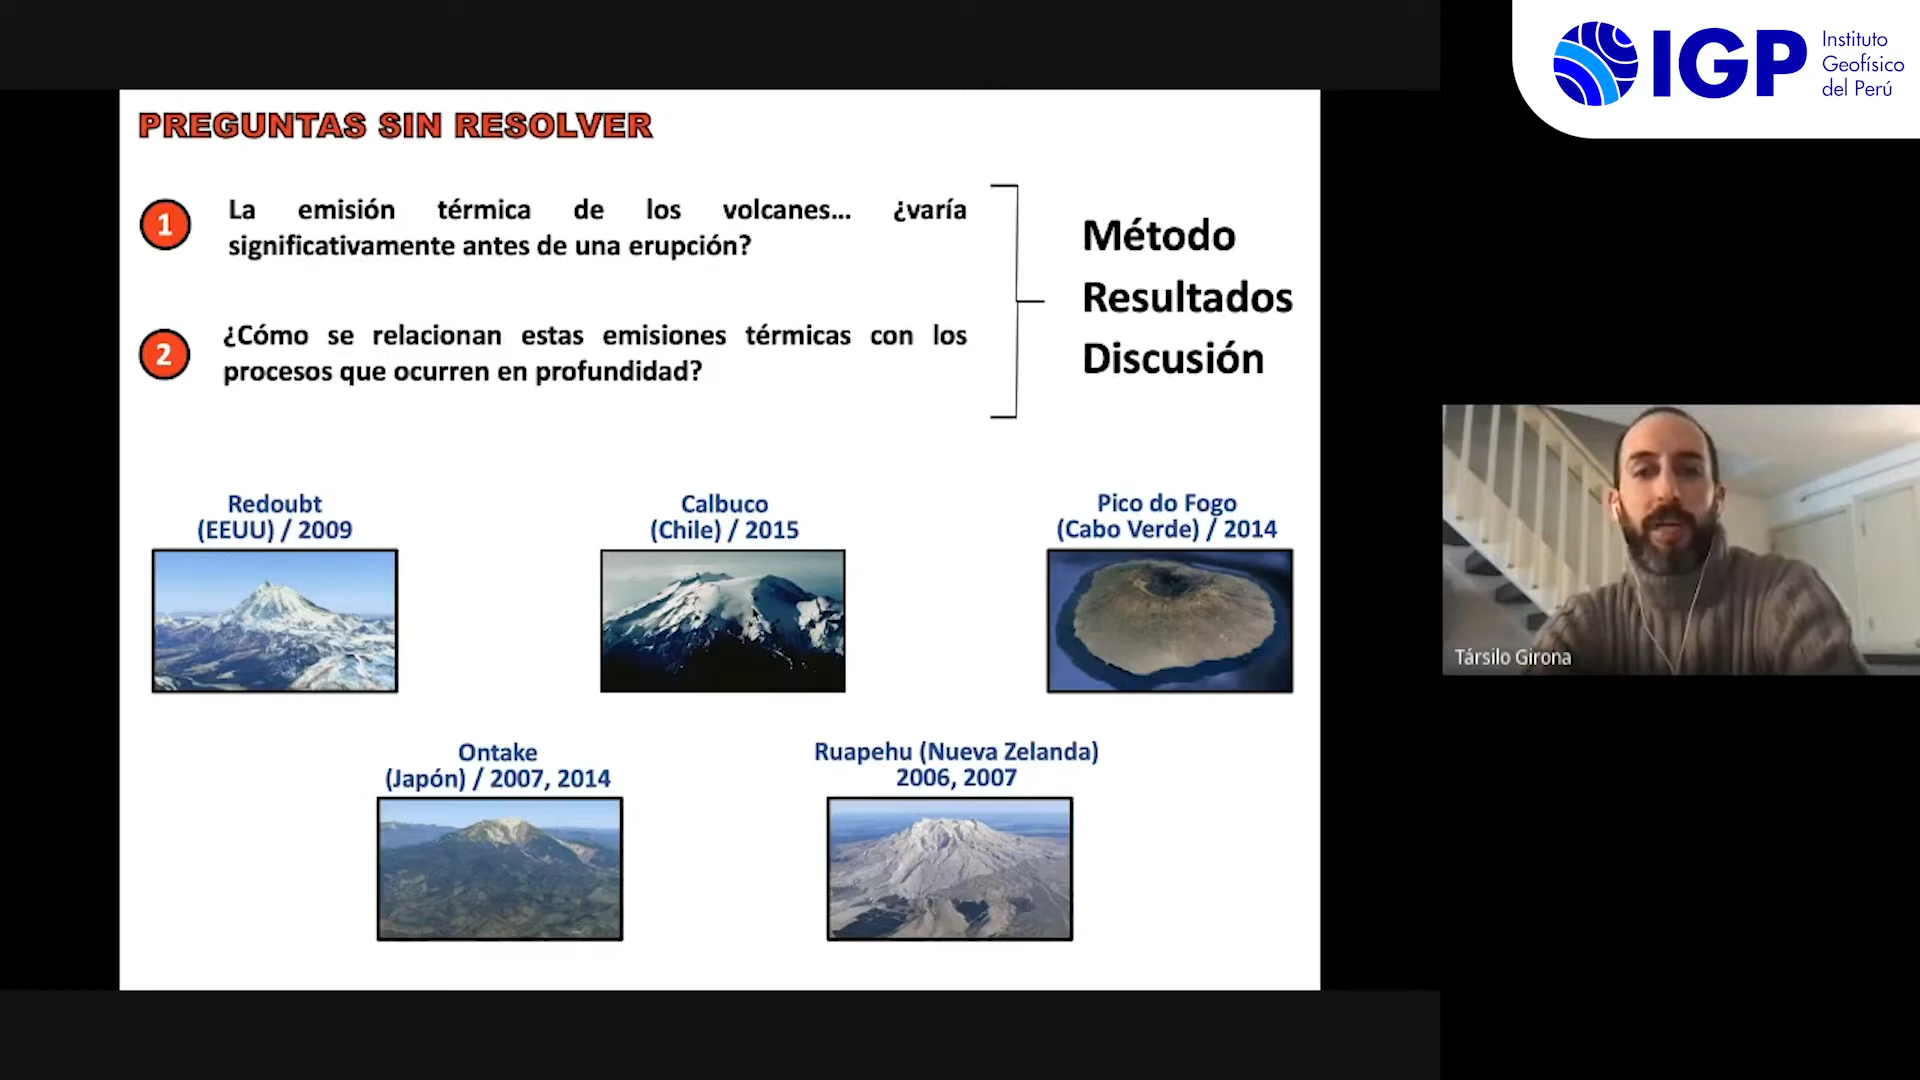 PREGUNTAS SIN RESOLVER
1
La emisión térmica de los volcanes... ¿varía
significativamente antes de una erupción?
2
¿Cómo se relacionan estas emisiones térmicas con los
procesos que ocurren en profundidad?
Método
Resultados
Discusión
Redoubt
(EEUU) / 2009
Calbuco
(Chile) / 2015
Pico do Fogo
(Cabo Verde) / 2014
Ontake
(Japón) / 2007, 2014
Ruapehu (Nueva Zelanda)
2006, 2007
IGP
Instituto
Geofísico
del Perú
Társilo Girona